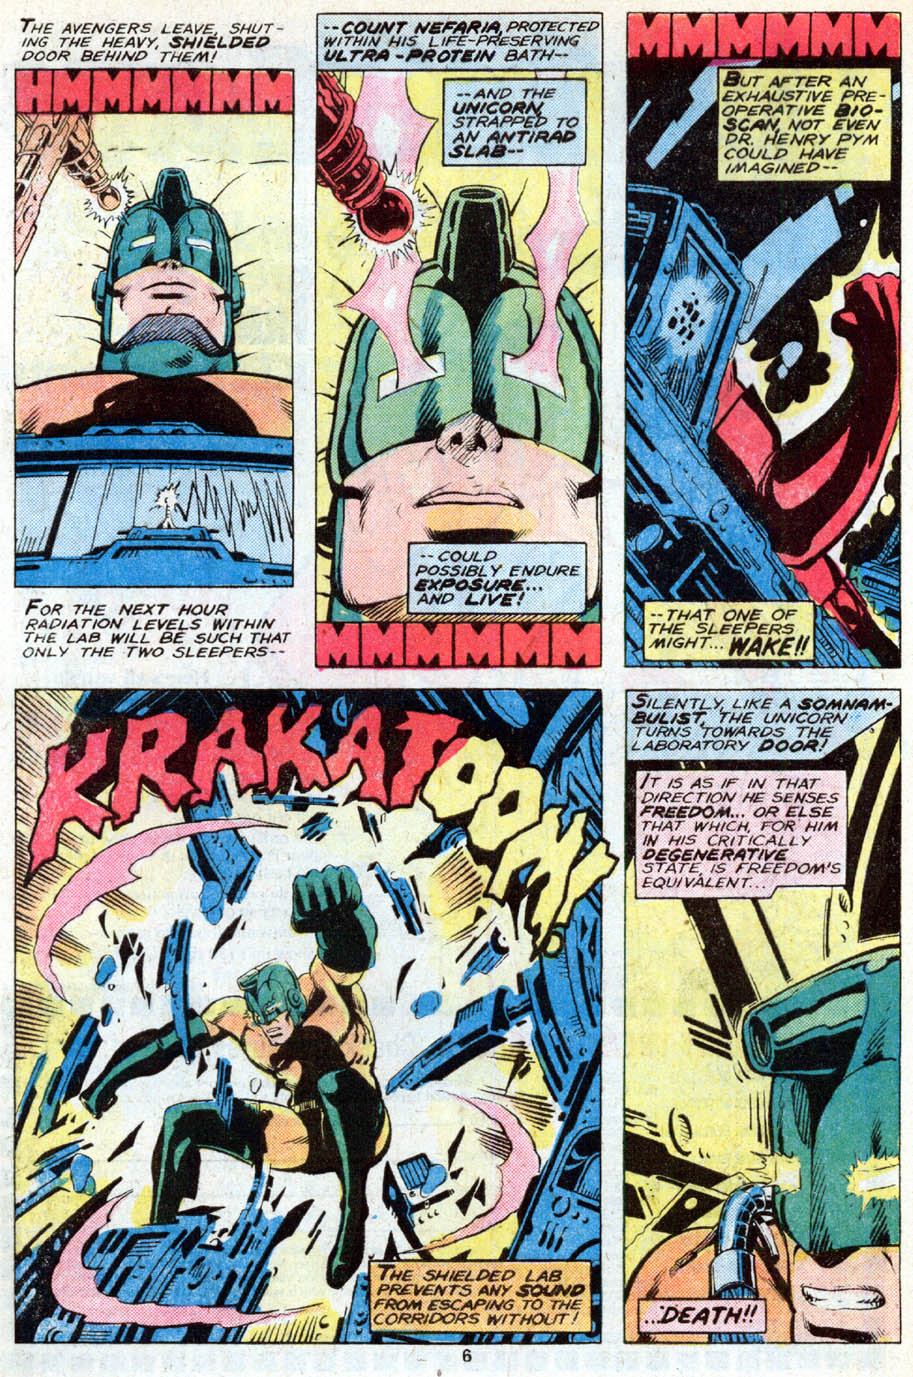 THE AVENGERS LEAVE, SHUT-
ING THE HEAVY, SHIELDED
DOOR BEHIND THEM!
HMMMMMMM
FOR THE NEXT HOUR
RADIATION LEVELS WITHIN
THE LAB WILL BE SUCH THAT
ONLY THE TWO SLEEPERS--
--COUNT NEFARIA, PROTECTED
WITHIN HIS LIFE-PRESERVING
ULTRA-PROTEIN BATH--
--AND THE
UNICORN,
STRAPPED TO
AN ANTIRAD
SLAB--
--COULD
POSSIBLY ENDURE
EXPOSURE...
AND LIVE!
MMMMMMM
MMMMMMM
BUT AFTER AN
EXHAUSTIVE PRE-
OPERATIVE BIO-
SCAN, NOT EVEN
DR. HENRY PYM
COULD HAVE
IMAGINED--
--THAT ONE OF
THE SLEEPERS
MIGHT... WAKE!!
KRAKATOOM!
THE SHIELDED LAB
PREVENTS ANY SOUND
FROM ESCAPING TO THE
CORRIDORS WITHOUT!
SILENTLY, LIKE A SOMNAM-
BULIST, THE UNICORN
TURNS TOWARDS THE
LABORATORY DOOR!
IT IS AS IF IN THAT
DIRECTION HE SENSES
FREEDOM... OR ELSE
THAT WHICH, FOR HIM
IN HIS CRITICALLY
DEGENERATIVE
STATE, IS FREEDOM'S
EQUIVALENT...
...DEATH!!
6